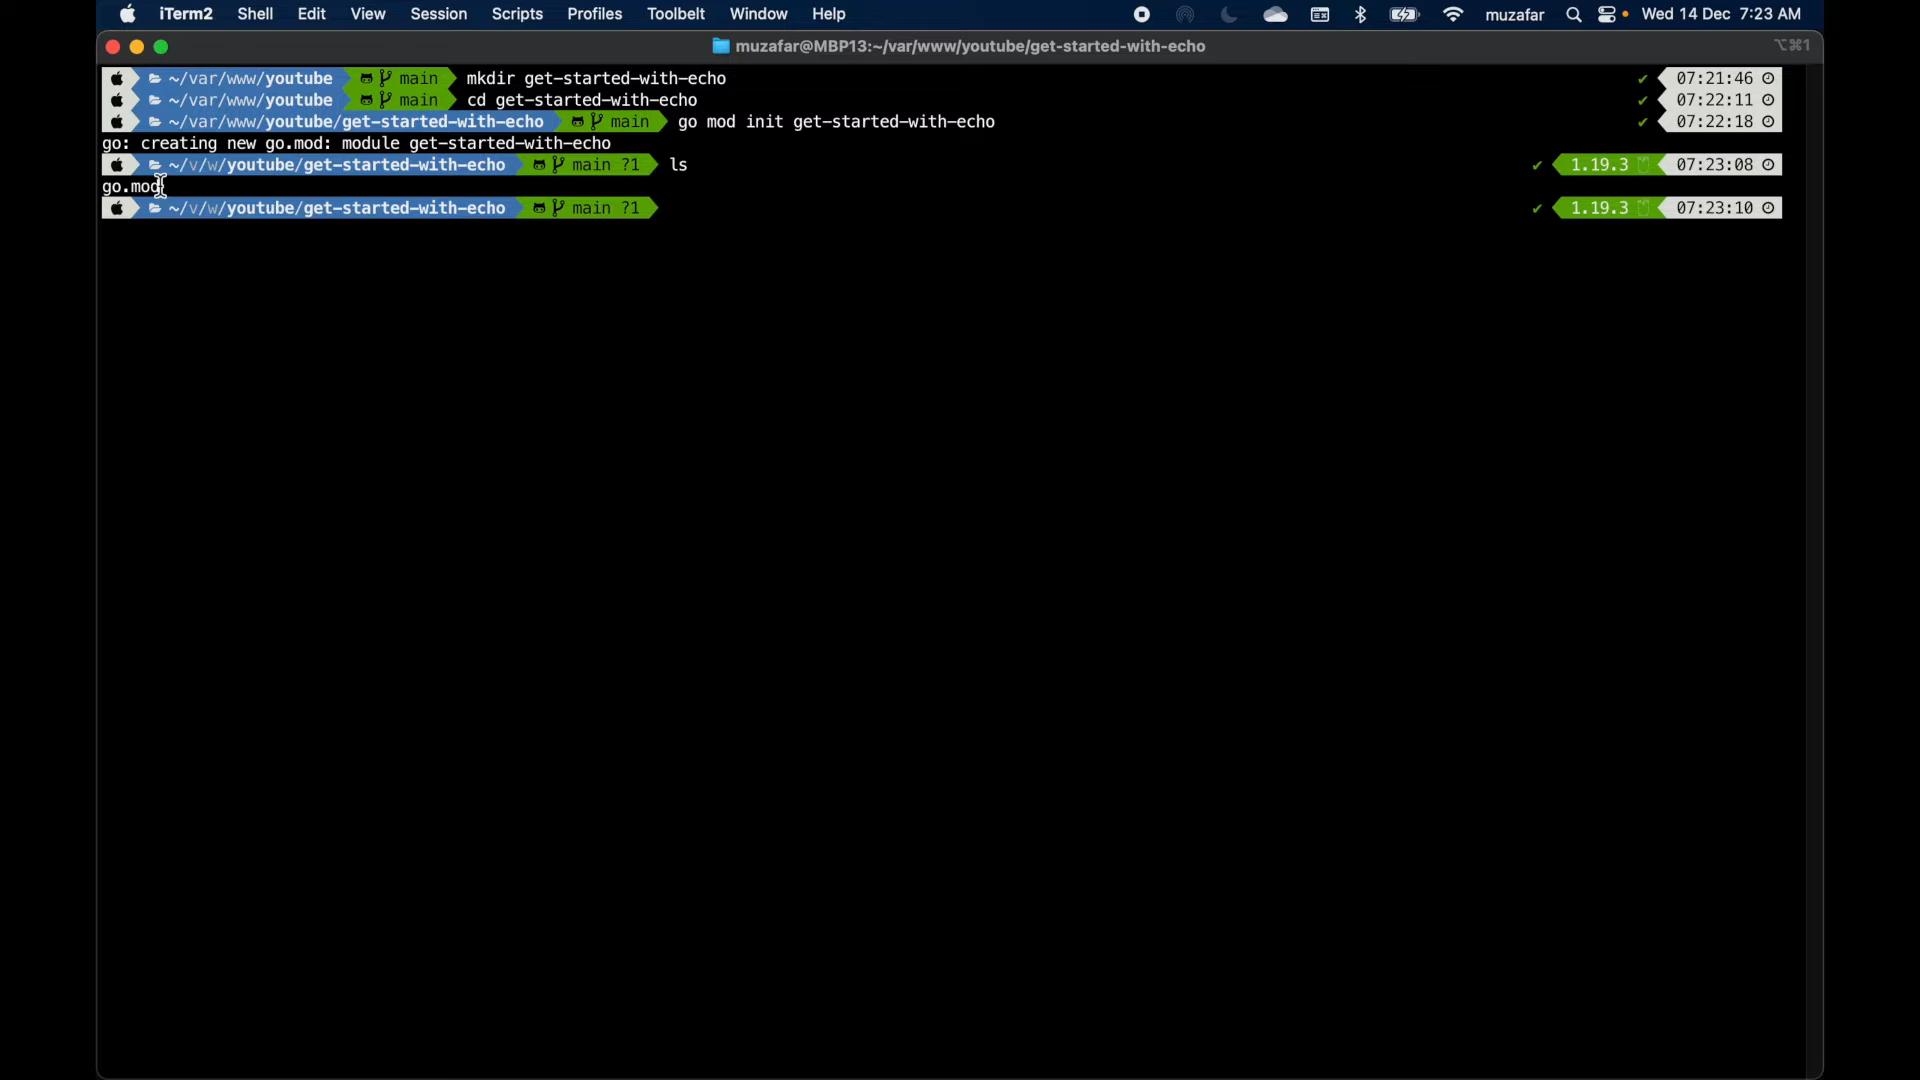 iTerm2 Shell Edit View Session Scripts Profiles Toolbelt Window Help muzafar Wed 14 Dec 7:23 AM
muzafar@MBP13:~/var/www/youtube/get-started-with-echo ⌥⌘1
~/var/www/youtube main mkdir get-started-with-echo ✔ 07:21:46
~/var/www/youtube main cd get-started-with-echo ✔ 07:22:11
~/var/www/youtube/get-started-with-echo main go mod init get-started-with-echo ✔ 07:22:18
go: creating new go.mod: module get-started-with-echo
~/v/w/youtube/get-started-with-echo main ?1 ls ✔ 1.19.3 07:23:08
go.mod
~/v/w/youtube/get-started-with-echo main ?1 ✔ 1.19.3 07:23:10